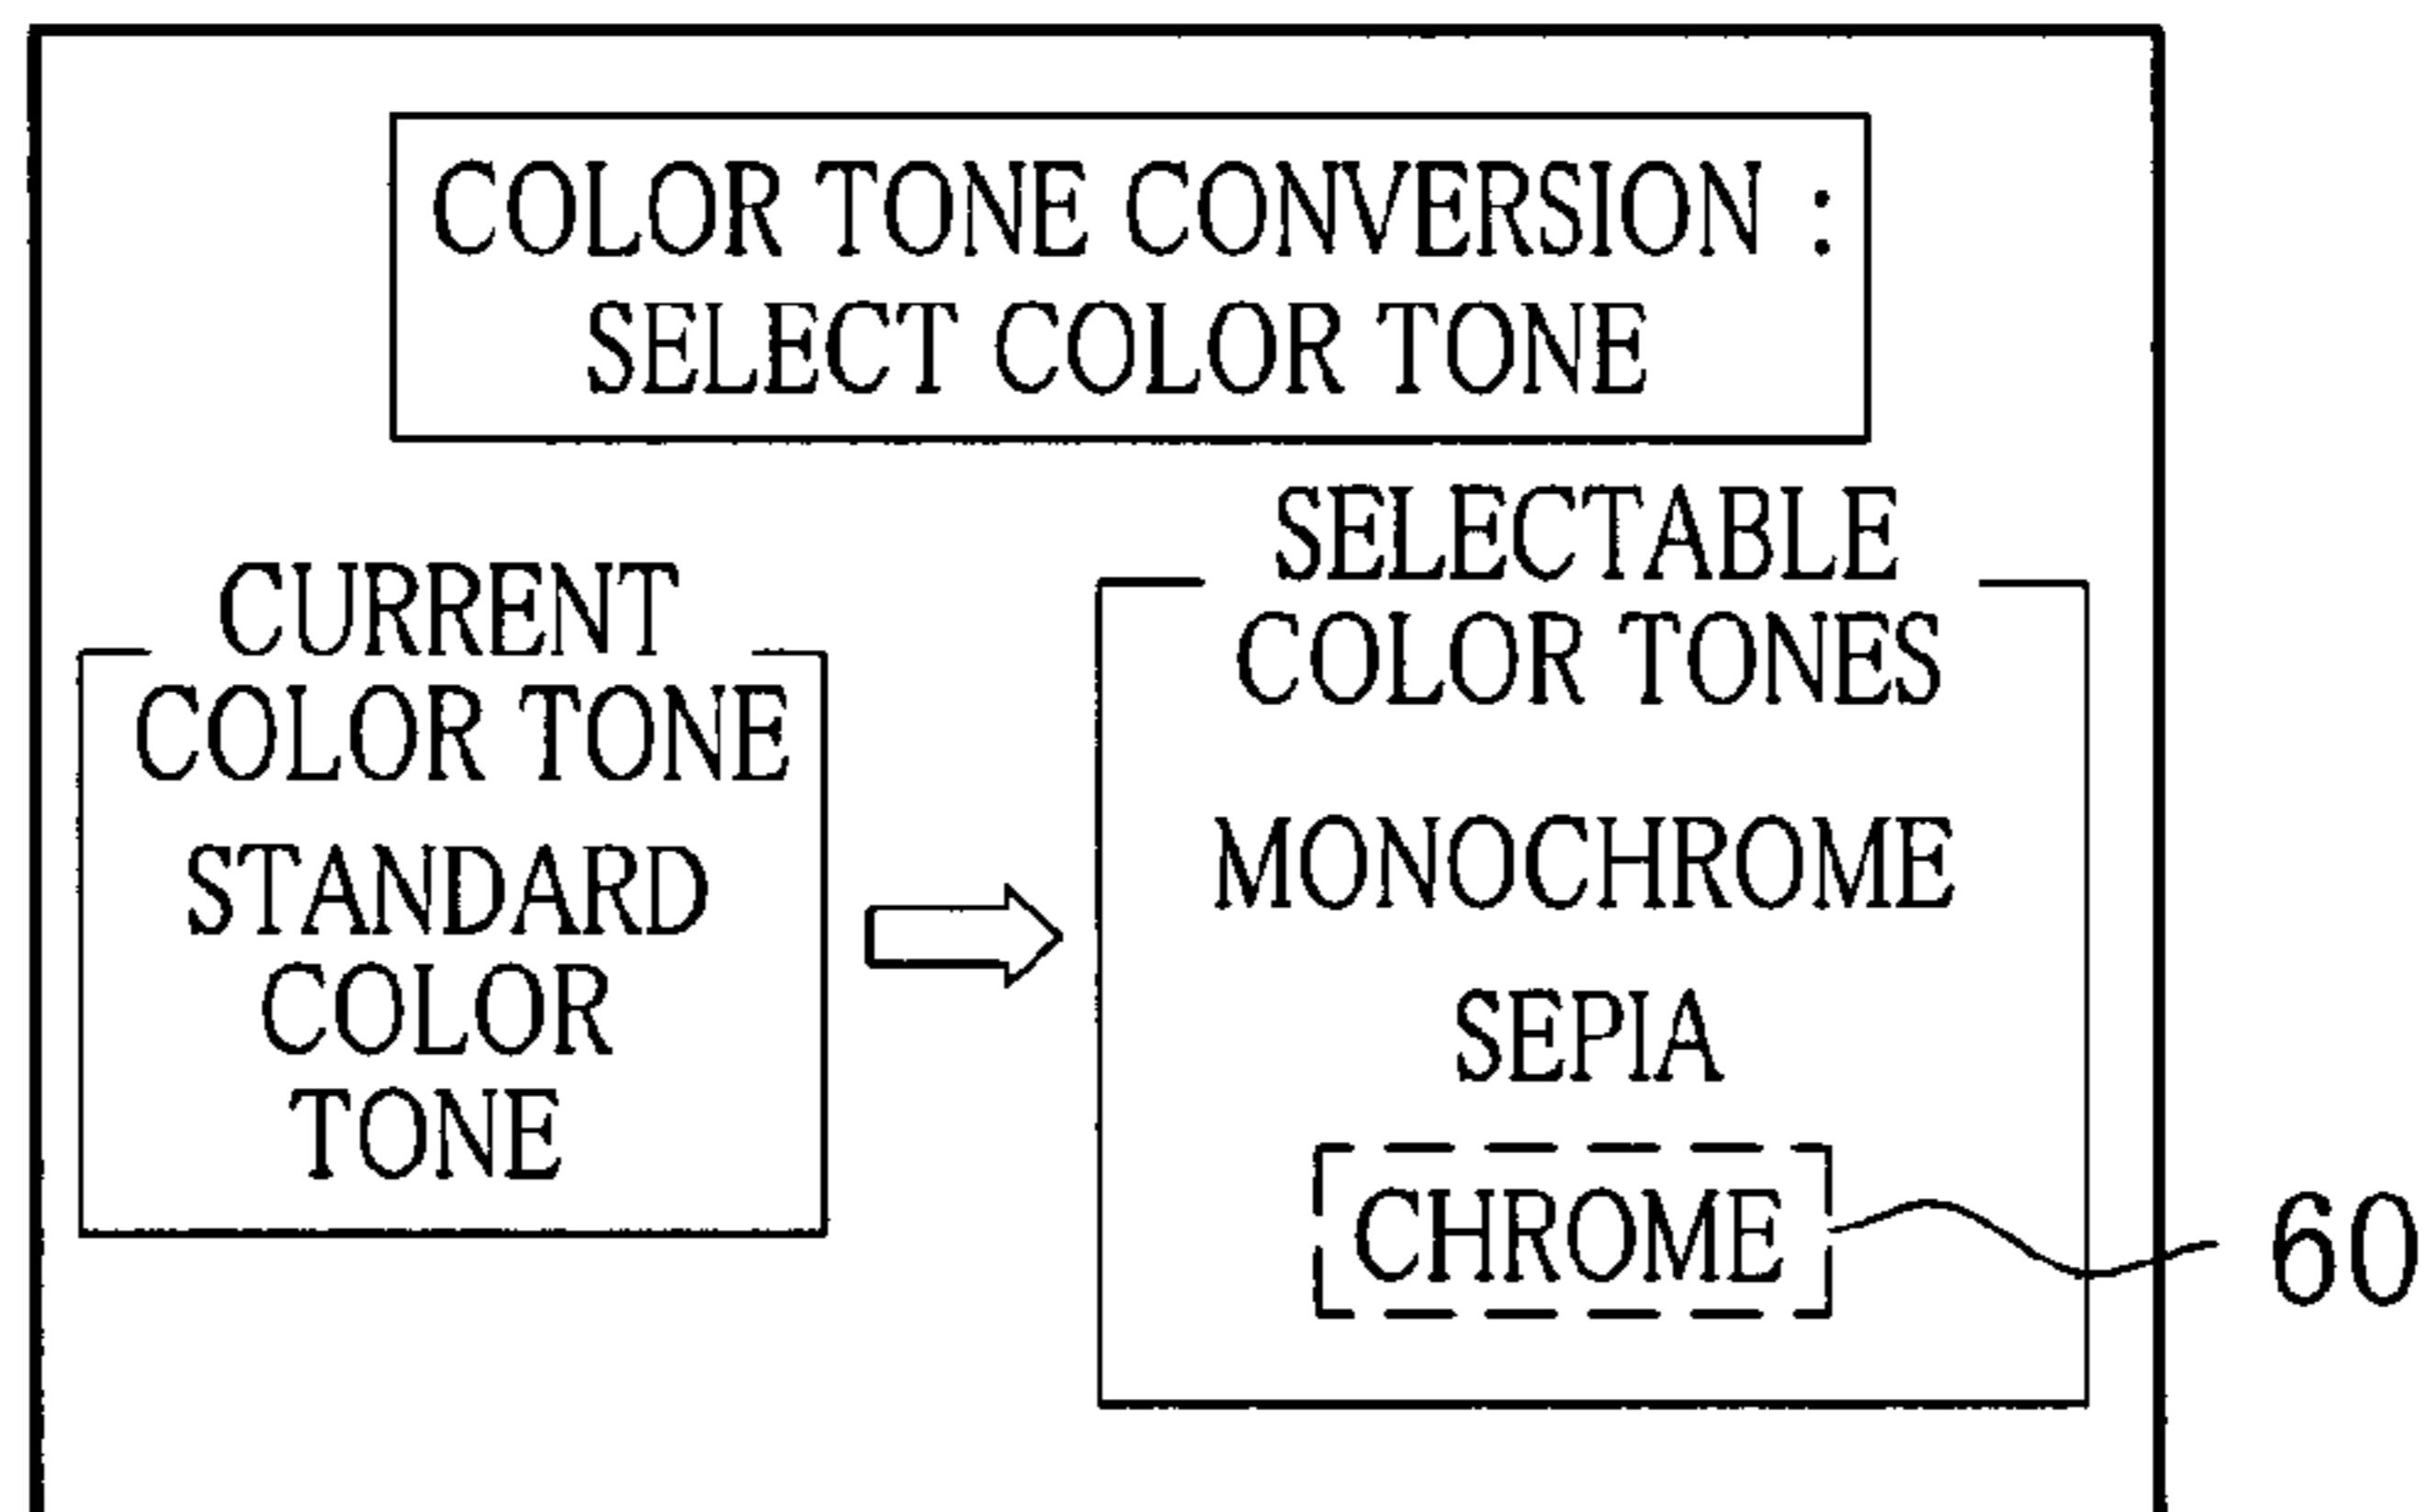 COLOR TONE CONVERSION :
SELECT COLOR TONE
CURRENT
COLOR TONE
STANDARD
COLOR
TONE
SELECTABLE
COLOR TONES
MONOCHROME
SEPIA
CHROME
60